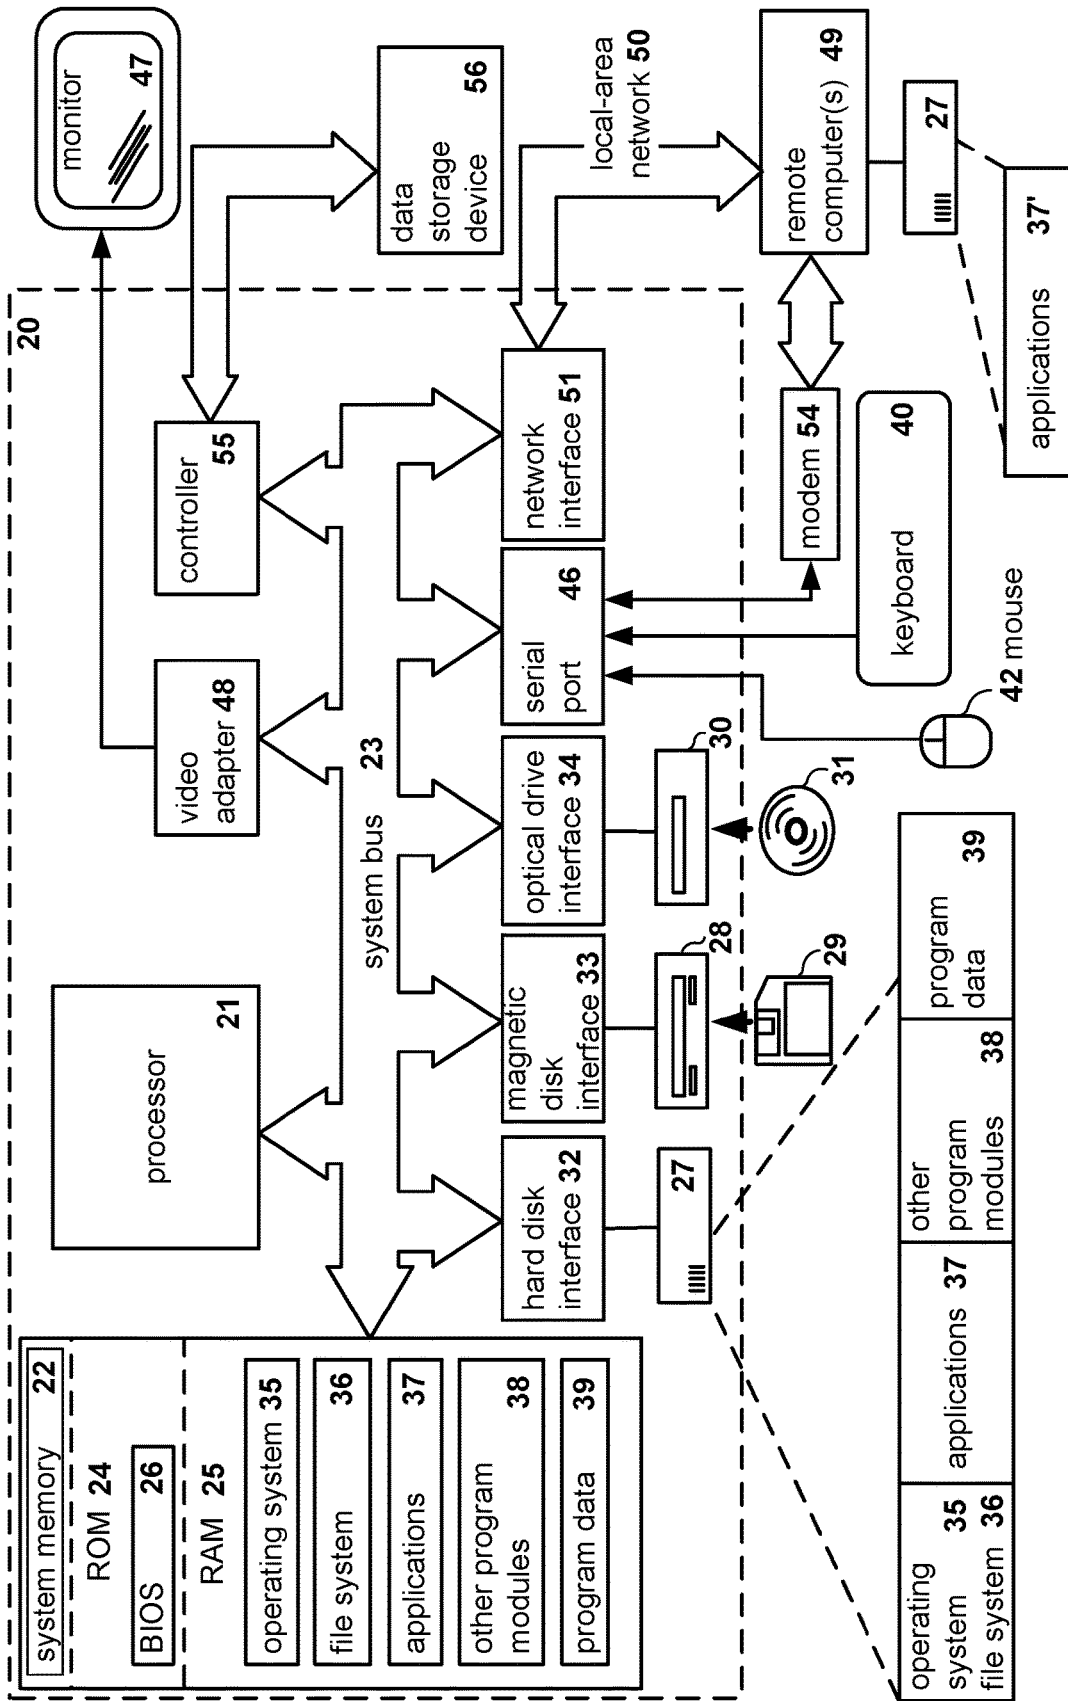 system memory 22
ROM 24
BIOS 26
RAM 25
operating system 35
file system 36
applications 37
other program
modules 38
program data 39
20
processor
21
video
adapter 48
controller
55
monitor
47
system bus
23
data
storage
device
56
hard disk
interface 32
magnetic
disk
interface 33
optical drive
interface 34
serial
port
46
network
interface 51
local-area
network 50
27
28
30
29
31
42 mouse
keyboard
40
modem 54
remote
computer(s)
49
27
applications 37'
operating
system 35
file system 36
applications 37
other
program
modules
38
program
data
39